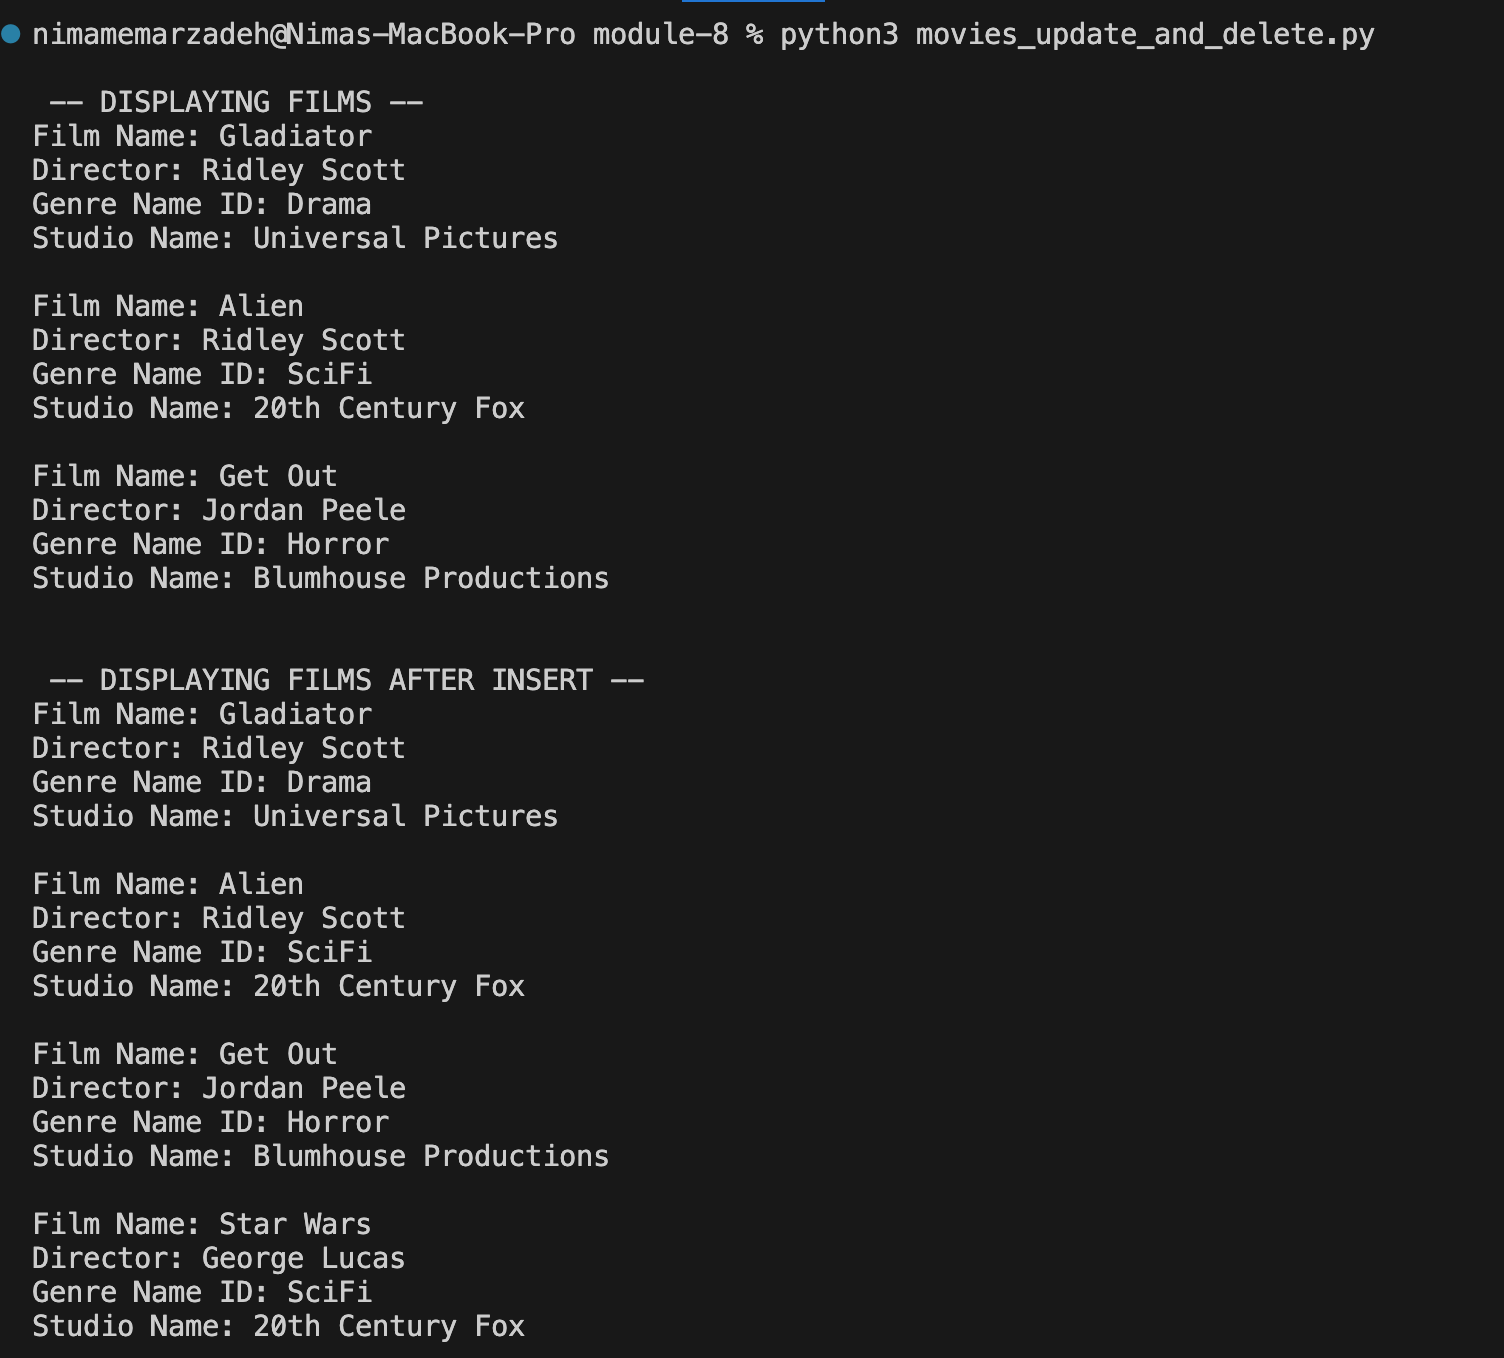 nimamemarzadeh@Nimas-MacBook-Pro module-8 % python3 movies_update_and_delete.py
-- DISPLAYING FILMS --
Film Name: Gladiator
Director: Ridley Scott
Genre Name ID: Drama
Studio Name: Universal Pictures
Film Name: Alien
Director: Ridley Scott
Genre Name ID: SciFi
Studio Name: 20th Century Fox
Film Name: Get Out
Director: Jordan Peele
Genre Name ID: Horror
Studio Name: Blumhouse Productions
-- DISPLAYING FILMS AFTER INSERT --
Film Name: Gladiator
Director: Ridley Scott
Genre Name ID: Drama
Studio Name: Universal Pictures
Film Name: Alien
Director: Ridley Scott
Genre Name ID: SciFi
Studio Name: 20th Century Fox
Film Name: Get Out
Director: Jordan Peele
Genre Name ID: Horror
Studio Name: Blumhouse Productions
Film Name: Star Wars
Director: George Lucas
Genre Name ID: SciFi
Studio Name: 20th Century Fox